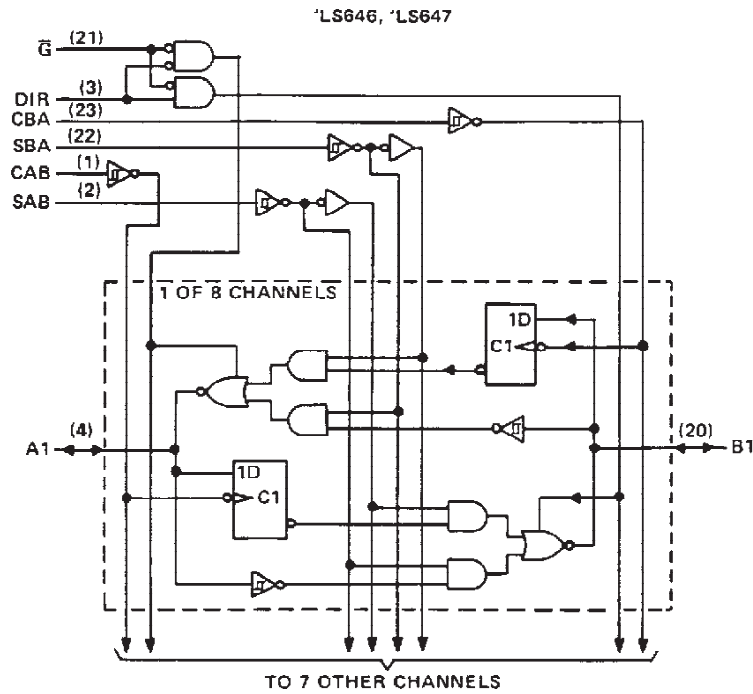 'LS646, 'LS647
G̅ (21)
DIR (3)
CBA (23)
SBA (22)
CAB (1)
SAB (2)
1 OF 8 CHANNELS
1D
C1
A1 (4)
(20) B1
1D
C1
TO 7 OTHER CHANNELS